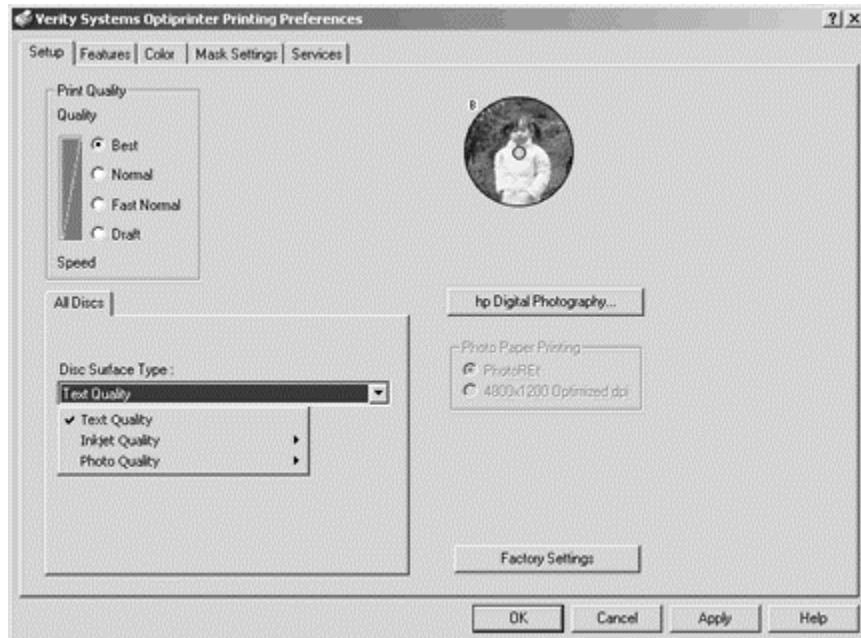 Verity Systems Optiprinter Printing Preferences
Setup Features Color Mask Settings Services
Print Quality
Quality
Best
Normal
Fast Normal
Draft
Speed
B
All Discs
Disc Surface Type :
Text Quality
Text Quality
Inkjet Quality
Photo Quality
hp Digital Photography...
Photo Paper Printing
PhotoREt
4800x1200 Optimized dpi
Factory Settings
OK Cancel Apply Help